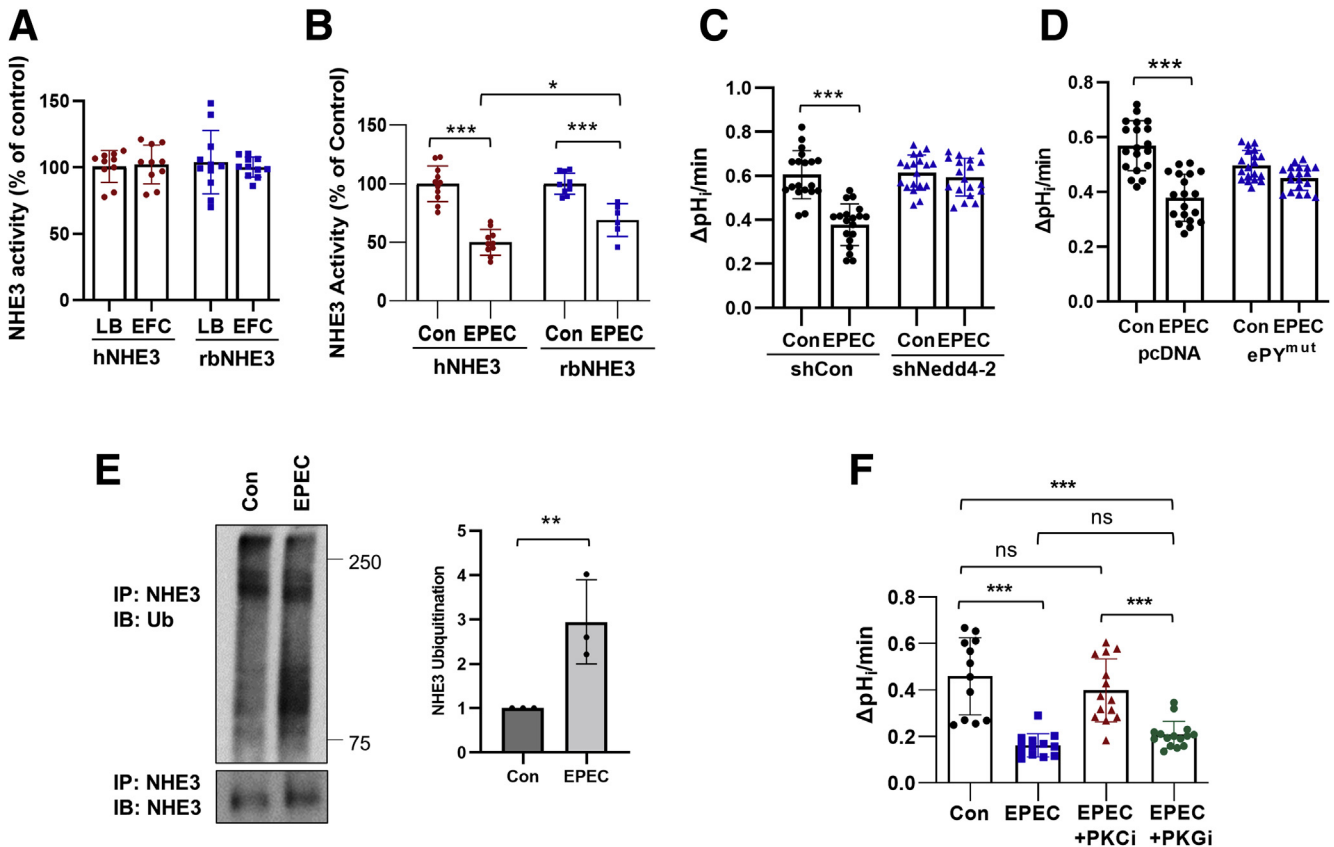 A
NHE3 activity (% of control)
150
100
50
0
LB EFC LB EFC
hNHE3 rbNHE3
B
NHE3 Activity (% of Control)
150
100
50
0
*
*** ***
Con EPEC Con EPEC
hNHE3 rbNHE3
C
ΔpHi/min
1.0
0.8
0.6
0.4
0.2
0.0
***
Con EPEC Con EPEC
shCon shNedd4-2
D
ΔpHi/min
0.8
0.6
0.4
0.2
0.0
***
Con EPEC Con EPEC
pcDNA ePYmut
E
Con EPEC
IP: NHE3
IB: Ub
250
75
IP: NHE3
IB: NHE3
NHE3 Ubiquitination
5
4
3
2
1
0
**
Con EPEC
F
ΔpHi/min
0.8
0.6
0.4
0.2
0.0
***
ns
ns
*** ***
Con EPEC EPEC EPEC
+PKCi +PKGi